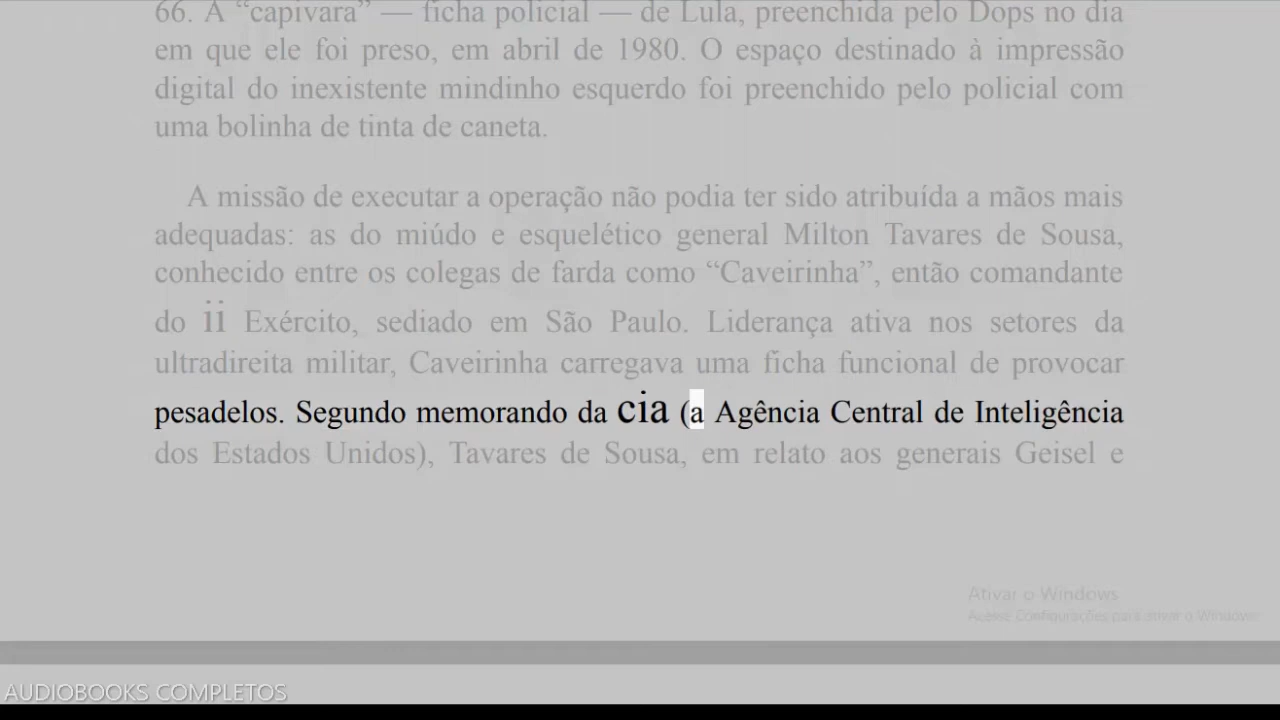 66. A “capivara” — ficha policial — de Lula, preenchida pelo Dops no dia
em que ele foi preso, em abril de 1980. O espaço destinado à impressão
digital do inexistente mindinho esquerdo foi preenchido pelo policial com
uma bolinha de tinta de caneta.
A missão de executar a operação não podia ter sido atribuída a mãos mais
adequadas: as do miúdo e esquelético general Milton Tavares de Sousa,
conhecido entre os colegas de farda como “Caveirinha”, então comandante
do ii Exército, sediado em São Paulo. Liderança ativa nos setores da
ultradireita militar, Caveirinha carregava uma ficha funcional de provocar
pesadelos. Segundo memorando da cia (a Agência Central de Inteligência
dos Estados Unidos), Tavares de Sousa, em relato aos generais Geisel e
Ativar o Windows
Acesse Configurações para ativar o Windows.
AUDIOBOOKS COMPLETOS